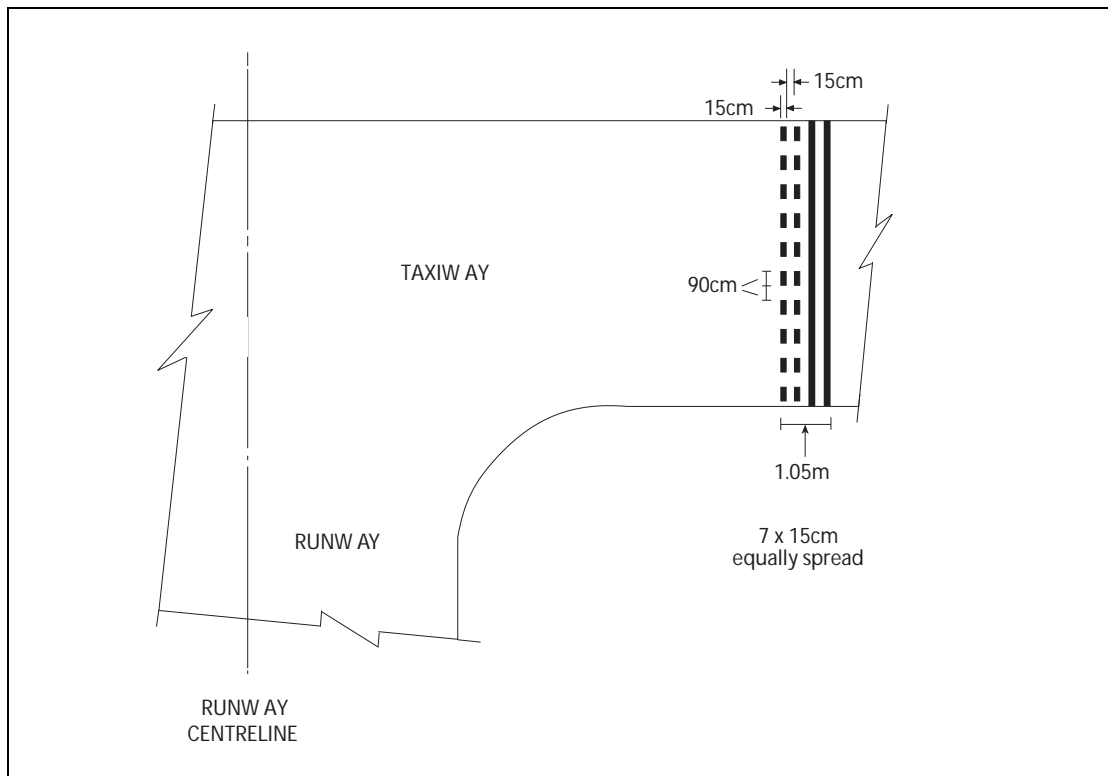 15cm
15cm
TAXIW AY
90cm
1.05m
RUNW AY
7 x 15cm
equally spread
RUNW AY
CENTRELINE